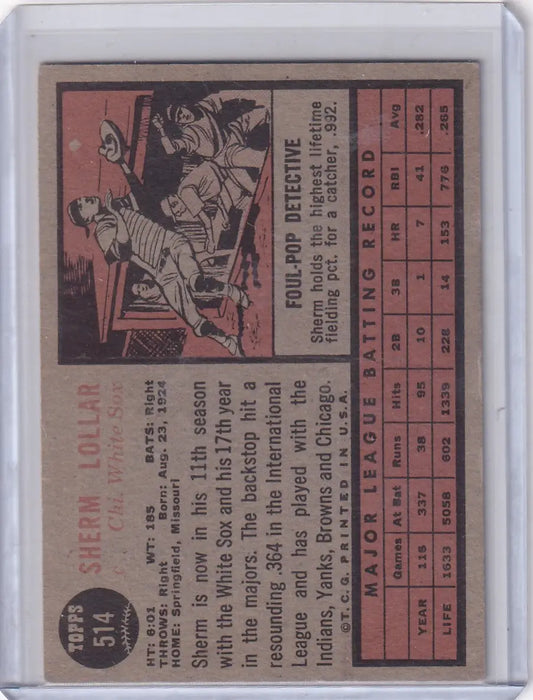 TOPPS
514
SHERM LOLLAR
c Chi. White Sox
HT: 6:01 WT: 185 BATS: Right
THROWS: Right Born: Aug. 23, 1924
HOME: Springfield, Missouri
Sherm is now in his 11th season
with the White Sox and his 17th year
in the majors. The backstop hit a
resounding .364 in the International
League and has played with the
Indians, Yanks, Browns and Chicago.
©T. C. G. PRINTED IN U. S. A.
FOUL-POP DETECTIVE
Sherm holds the highest lifetime
fielding pct. for a catcher, .992.
MAJOR LEAGUE BATTING RECORD
Games At Bat Runs Hits 2B 3B HR RBI Avg
YEAR 116 337 38 95 10 1 7 41 .282
LIFE 1633 5058 602 1339 228 14 153 776 .265